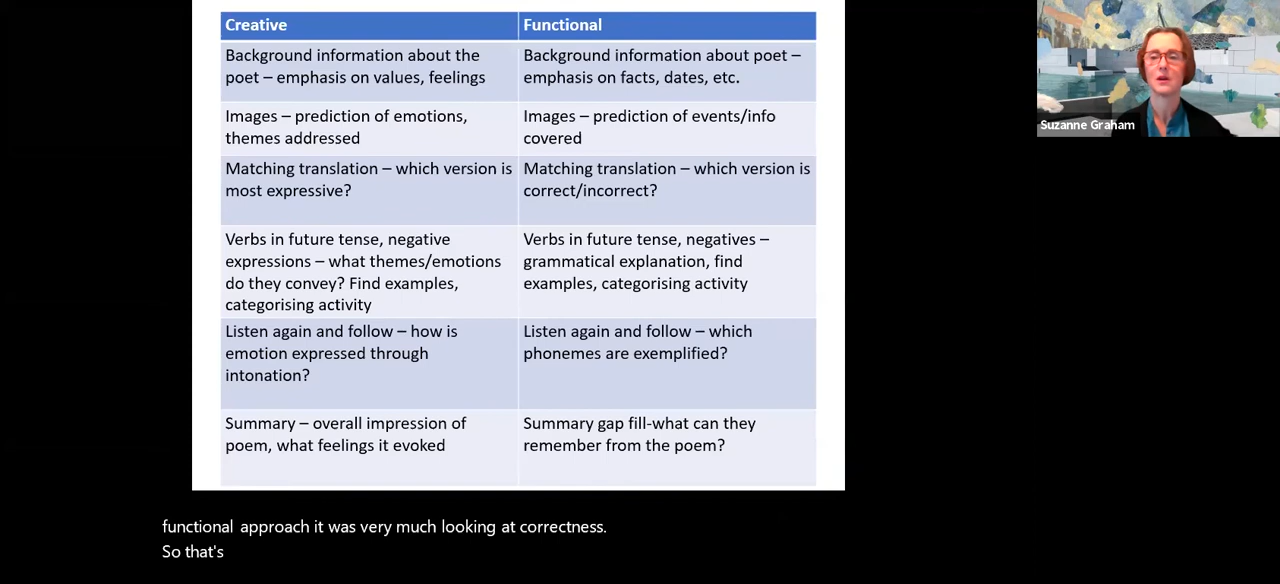 Creative
Functional
Background information about the
poet – emphasis on values, feelings
Background information about poet –
emphasis on facts, dates, etc.
Images – prediction of emotions,
themes addressed
Images – prediction of events/info
covered
Matching translation – which version is
most expressive?
Matching translation – which version is
correct/incorrect?
Verbs in future tense, negative
expressions – what themes/emotions
do they convey? Find examples,
categorising activity
Verbs in future tense, negatives –
grammatical explanation, find
examples, categorising activity
Listen again and follow – how is
emotion expressed through
intonation?
Listen again and follow – which
phonemes are exemplified?
Summary – overall impression of
poem, what feelings it evoked
Summary gap fill-what can they
remember from the poem?
Suzanne Graham
functional approach it was very much looking at correctness.
So that's